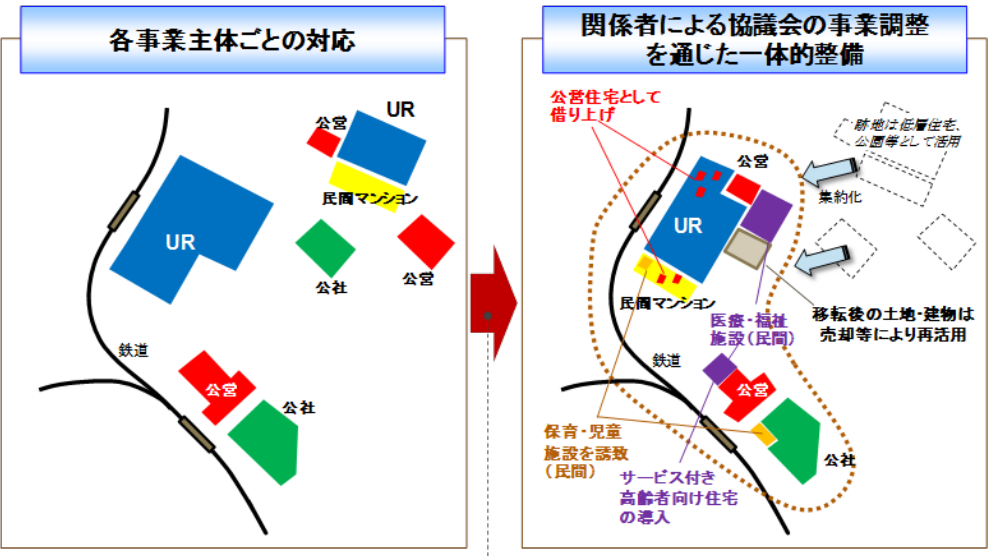 各事業主体ごとの対応
UR
公営
民間マンション
UR
公社
公営
鉄道
公営
公社
関係者による協議会の事業調整
を通じた一体的整備
公営住宅として
借り上げ
跡地は低層住宅、
公園等として活用
公営
集約化
UR
民間マンション
移転後の土地・建物は
売却等により再活用
医療・福祉
施設(民間)
鉄道
公営
保育・児童
施設を誘致
(民間)
公社
サービス付き
高齢者向け住宅
の導入